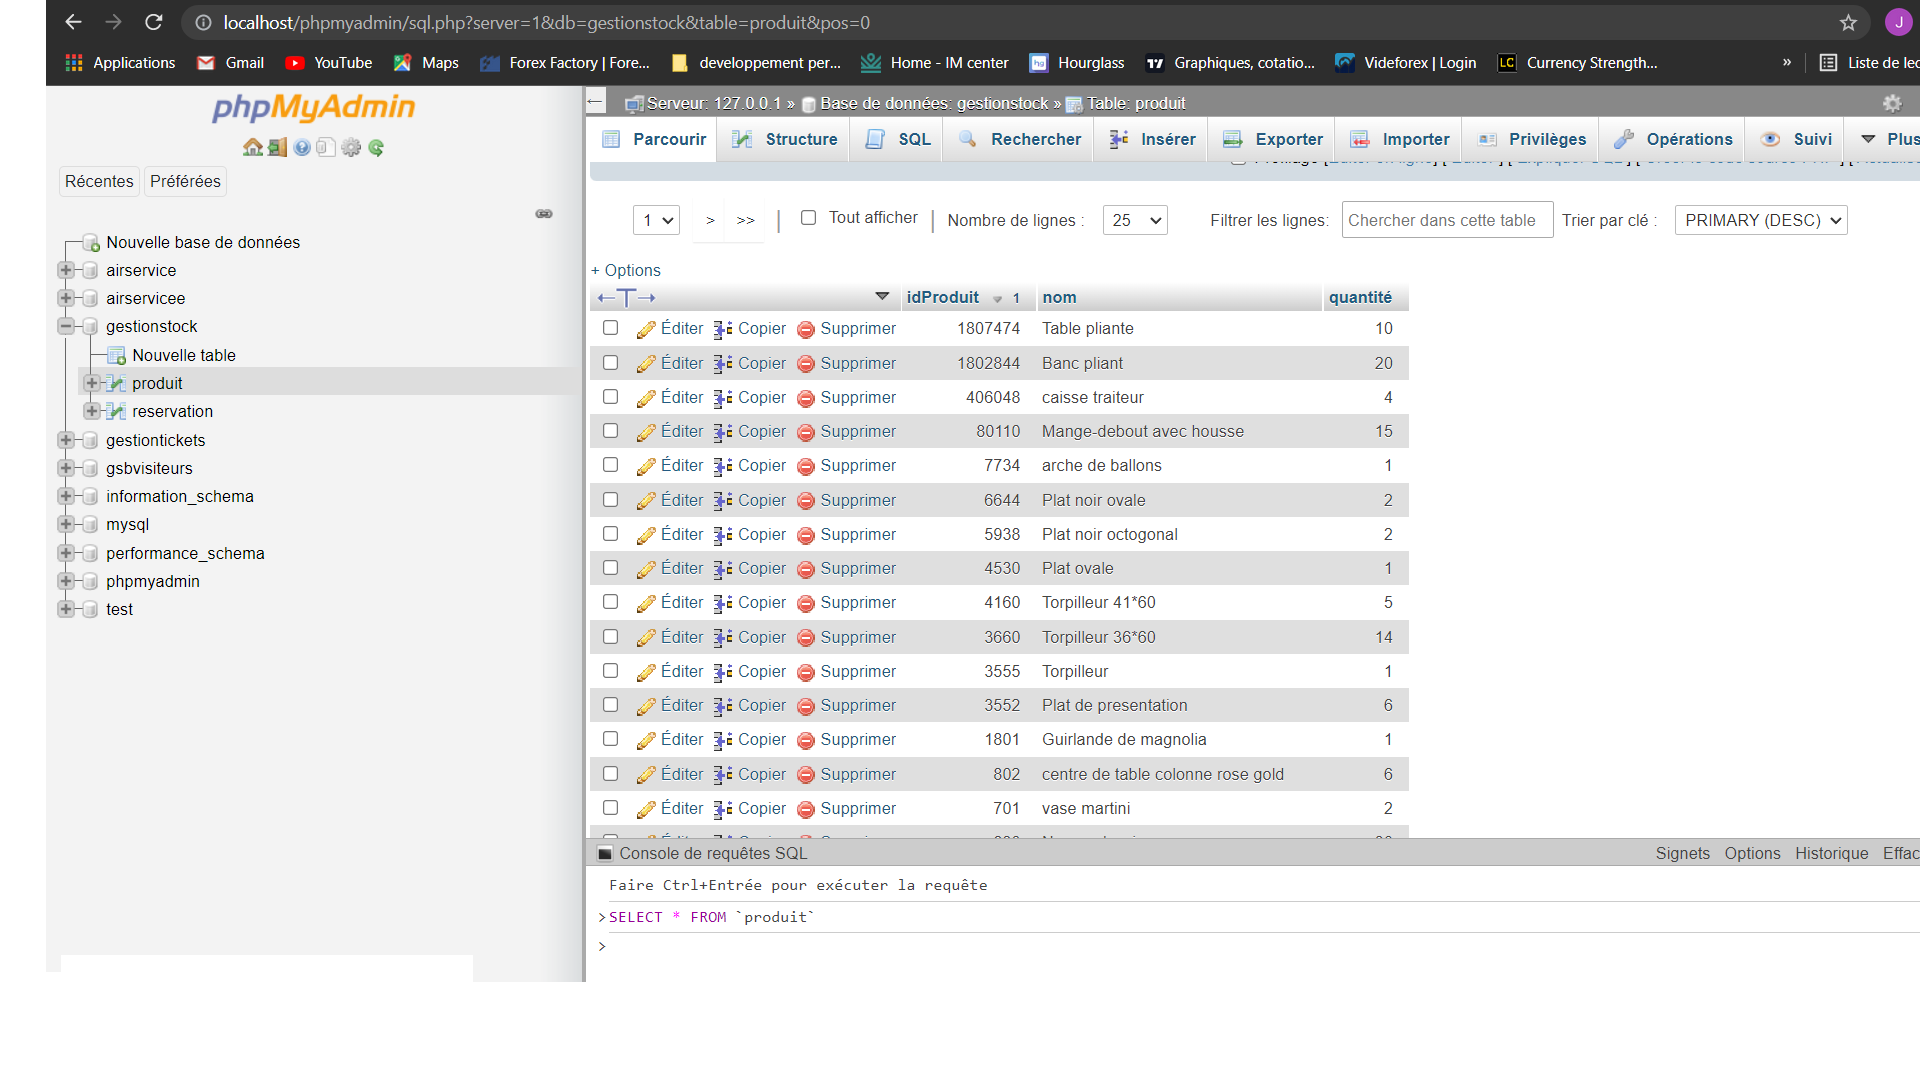 localhost/phpmyadmin/sql.php?server=1&db=gestionstock&table=produit&pos=0
J
Applications Gmail YouTube Maps Forex Factory | Fore... developpement per... Home - IM center Hourglass Graphiques, cotatio... Videforex | Login Currency Strength... » Liste de lec
phpMyAdmin
Récentes Préférées
Nouvelle base de données
airservice
airservicee
gestionstock
Nouvelle table
produit
reservation
gestiontickets
gsbvisiteurs
information_schema
mysql
performance_schema
phpmyadmin
test
Serveur: 127.0.0.1 » Base de données: gestionstock » Table: produit
Parcourir Structure SQL Rechercher Insérer Exporter Importer Privilèges Opérations Suivi Plus
1 > >> | Tout afficher | Nombre de lignes : 25 Filtrer les lignes: Chercher dans cette table Trier par clé : PRIMARY (DESC)
+ Options
idProduit 1 nom quantité
Éditer Copier Supprimer 1807474 Table pliante 10
Éditer Copier Supprimer 1802844 Banc pliant 20
Éditer Copier Supprimer 406048 caisse traiteur 4
Éditer Copier Supprimer 80110 Mange-debout avec housse 15
Éditer Copier Supprimer 7734 arche de ballons 1
Éditer Copier Supprimer 6644 Plat noir ovale 2
Éditer Copier Supprimer 5938 Plat noir octogonal 2
Éditer Copier Supprimer 4530 Plat ovale 1
Éditer Copier Supprimer 4160 Torpilleur 41*60 5
Éditer Copier Supprimer 3660 Torpilleur 36*60 14
Éditer Copier Supprimer 3555 Torpilleur 1
Éditer Copier Supprimer 3552 Plat de presentation 6
Éditer Copier Supprimer 1801 Guirlande de magnolia 1
Éditer Copier Supprimer 802 centre de table colonne rose gold 6
Éditer Copier Supprimer 701 vase martini 2
Console de requêtes SQL Signets Options Historique Effac
Faire Ctrl+Entrée pour exécuter la requête
>SELECT * FROM `produit`
>